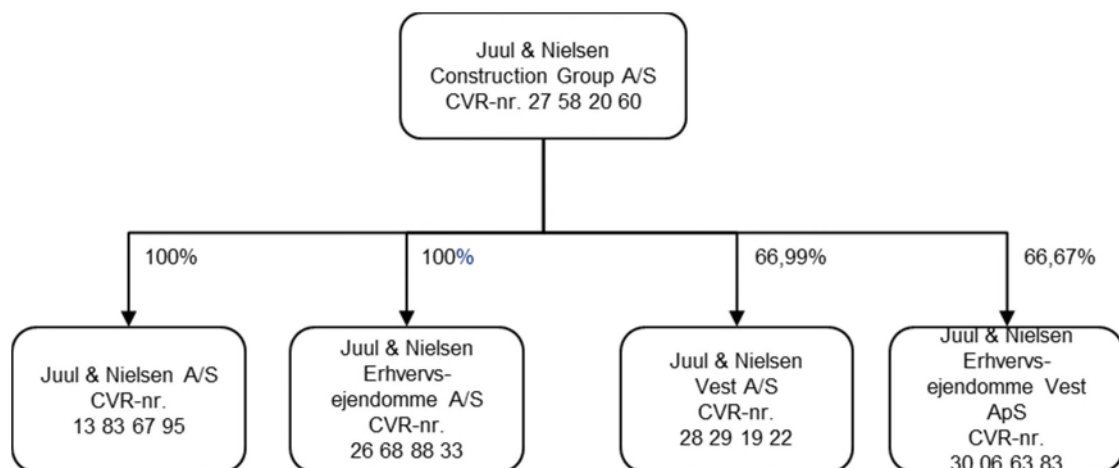 Juul & Nielsen
Construction Group A/S
CVR-nr. 27 58 20 60
100%
100%
66,99%
66,67%
Juul & Nielsen A/S
CVR-nr.
13 83 67 95
Juul & Nielsen
Erhvervs-
ejendomme A/S
CVR-nr.
26 68 88 33
Juul & Nielsen
Vest A/S
CVR-nr.
28 29 19 22
Juul & Nielsen
Erhvervs-
ejendomme Vest
ApS
CVR-nr.
30 06 63 83